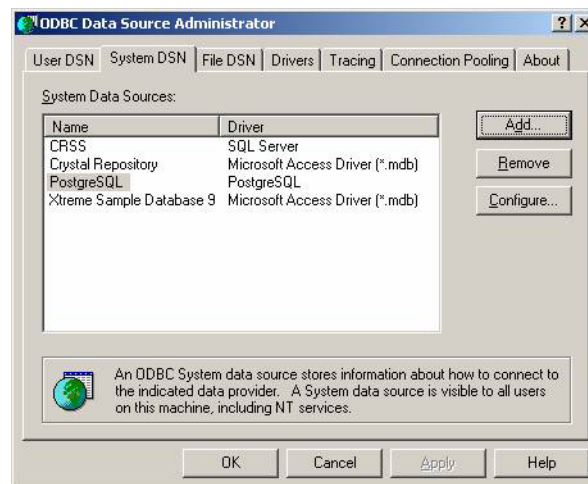 ODBC Data Source Administrator
User DSN System DSN File DSN Drivers Tracing Connection Pooling About
System Data Sources:
Name Driver
CRSS SQL Server
Crystal Repository Microsoft Access Driver (*.mdb)
PostgreSQL PostgreSQL
Xtreme Sample Database 9 Microsoft Access Driver (*.mdb)
Add...
Remove
Configure...
An ODBC System data source stores information about how to connect to
the indicated data provider. A System data source is visible to all users
on this machine, including NT services.
OK Cancel Apply Help